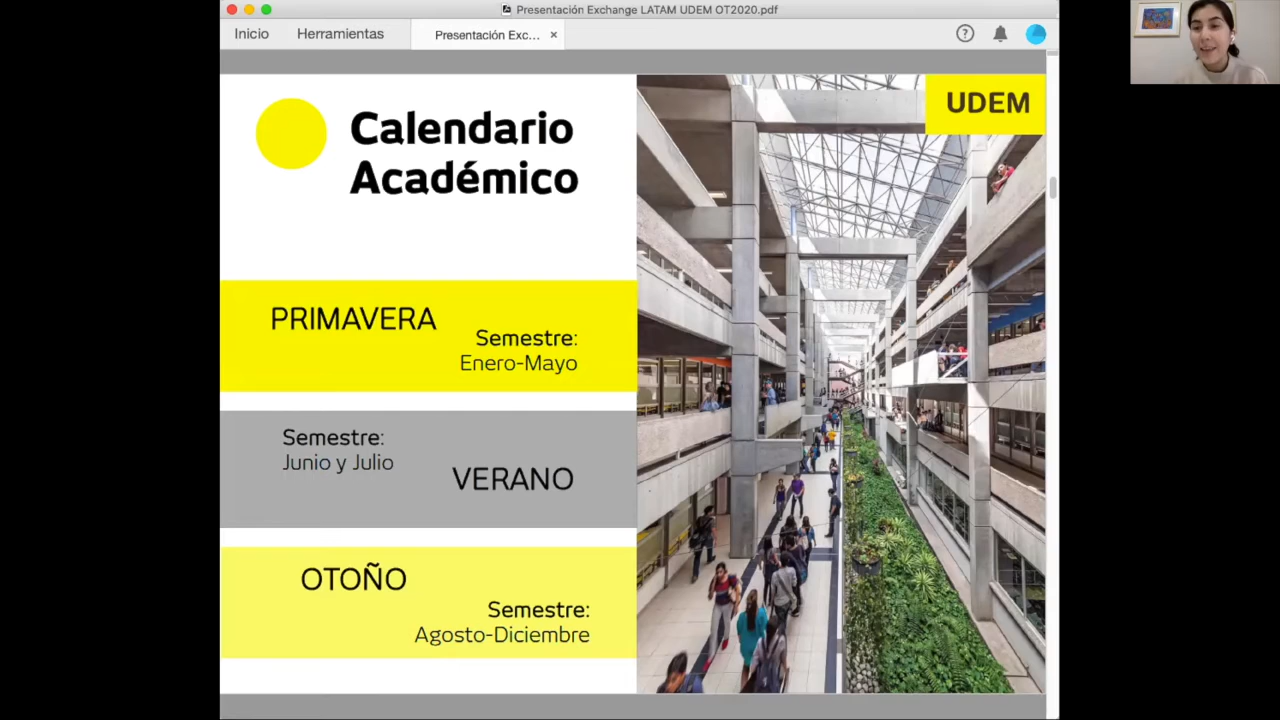 Presentación Exchange LATAM UDEM OT2020.pdf
Inicio
Herramientas
Presentación Exc...
×
?
UDEM
Calendario
Académico
PRIMAVERA
Semestre:
Enero-Mayo
Semestre:
Junio y Julio
VERANO
OTOÑO
Semestre:
Agosto-Diciembre